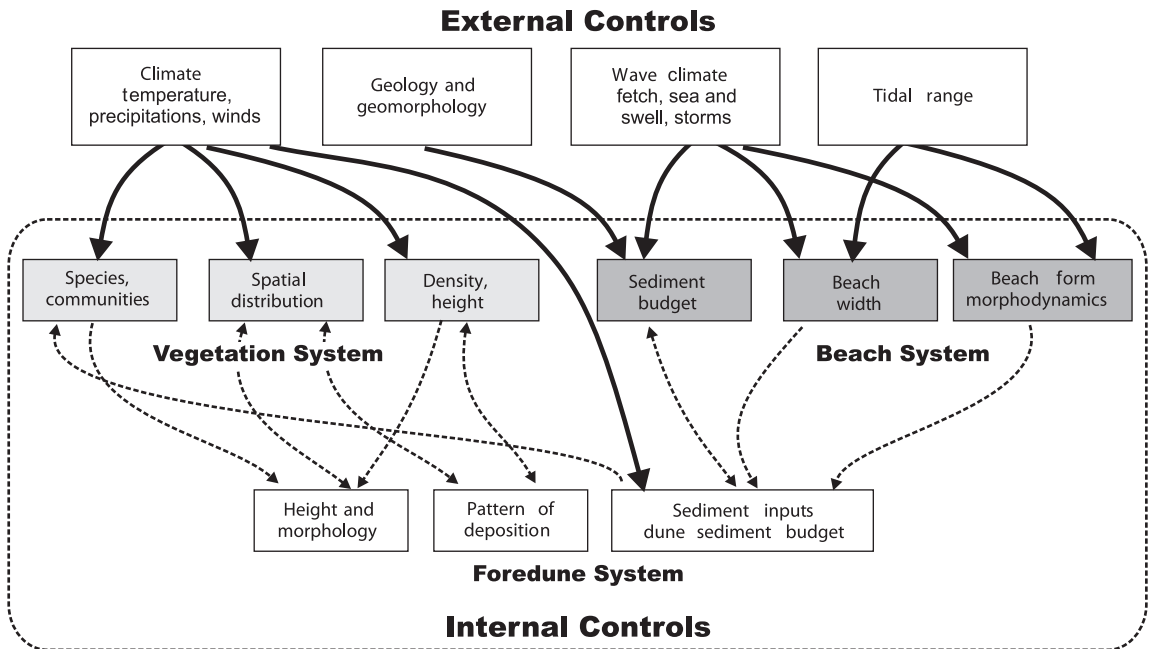 External Controls
Climate
temperature,
precipitations, winds
Geology and
geomorphology
Wave climate
fetch, sea and
swell, storms
Tidal range
Species,
communities
Spatial
distribution
Density,
height
Sediment
budget
Beach
width
Beach form
morphodynamics
Vegetation System
Beach System
Height and
morphology
Pattern of
deposition
Sediment inputs
dune sediment budget
Foredune System
Internal Controls